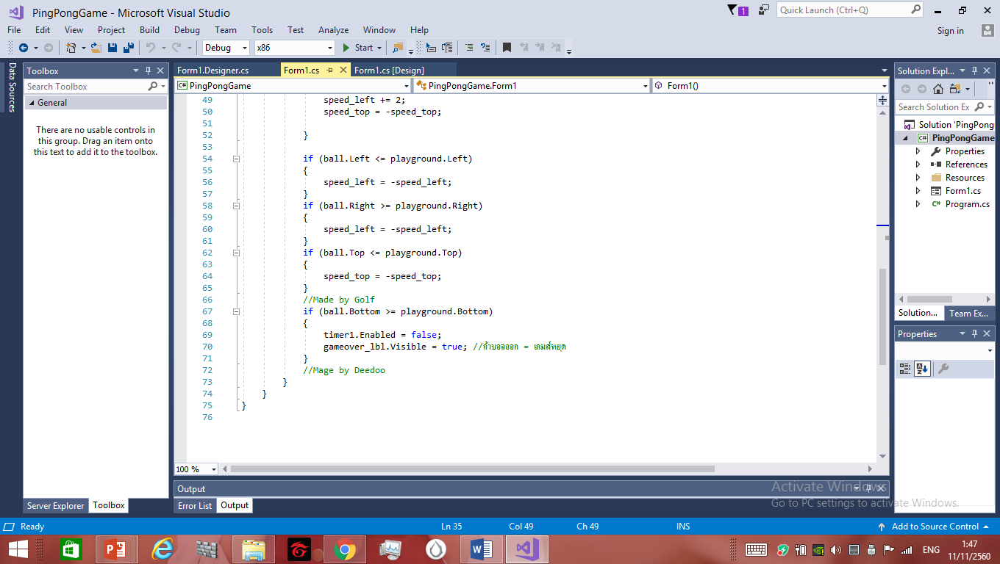 PingPongGame - Microsoft Visual Studio
1
Quick Launch (Ctrl+Q)
File Edit View Project Build Debug Team Tools Test Analyze Window Help
Sign in
Debug x86 Start
Data Sources
Toolbox
Search Toolbox
General
There are no usable controls in
this group. Drag an item onto
this text to add it to the toolbox.
Server Explorer Toolbox
Form1.Designer.cs Form1.cs Form1.cs [Design]
C# PingPongGame PingPongGame.Form1 Form1()
49 speed_left += 2;
50 speed_top = -speed_top;
51
52 }
53
54 if (ball.Left <= playground.Left)
55 {
56 speed_left = -speed_left;
57 }
58 if (ball.Right >= playground.Right)
59 {
60 speed_left = -speed_left;
61 }
62 if (ball.Top <= playground.Top)
63 {
64 speed_top = -speed_top;
65 }
66 //Made by Golf
67 if (ball.Bottom >= playground.Bottom)
68 {
69 timer1.Enabled = false;
70 gameover_lbl.Visible = true; //ถ้าบอลออก = เกมส์หยุด
71 }
72 //Mage by Deedoo
73 }
74 }
75 }
76
100 %
Output
Error List Output
Solution Expl...
Search Solution Ex
Solution 'PingPong
C# PingPongGame
Properties
References
Resources
Form1.cs
C# Program.cs
Solution... Team Ex...
Properties
Activate Windows
Go to PC settings to activate Windows.
Ready Ln 35 Col 49 Ch 49 INS Add to Source Control
ENG
1:47
11/11/2560